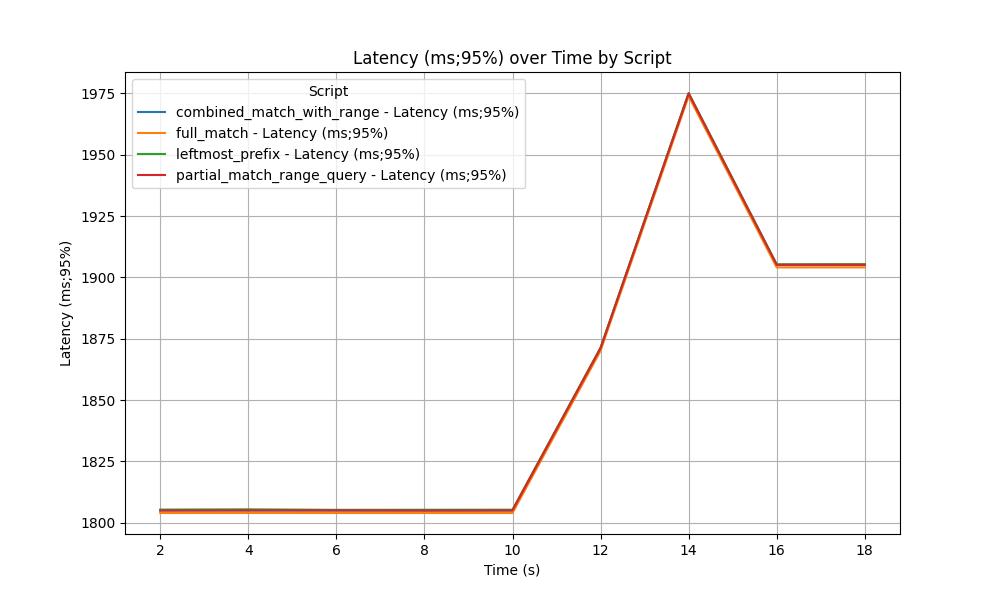 Latency (ms;95%) over Time by Script
Script
combined_match_with_range - Latency (ms;95%)
full_match - Latency (ms;95%)
leftmost_prefix - Latency (ms;95%)
partial_match_range_query - Latency (ms;95%)
Latency (ms;95%)
1975
1950
1925
1900
1875
1850
1825
1800
2 4 6 8 10 12 14 16 18
Time (s)